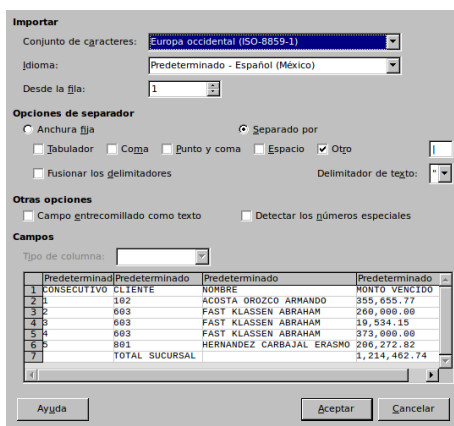 Importar
Conjunto de caracteres: Europa occidental (ISO-8859-1)
Idioma: Predeterminado - Español (México)
Desde la fila: 1
Opciones de separador
Anchura fija Separado por
Tabulador Coma Punto y coma Espacio Otro |
Fusionar los delimitadores Delimitador de texto: "
Otras opciones
Campo entrecomillado como texto Detectar los números especiales
Campos
Tipo de columna:
Predeterminad Predeterminado Predeterminado Predeterminado
1 CONSECUTIVO CLIENTE NOMBRE MONTO VENCIDO
2 1 102 ACOSTA OROZCO ARMANDO 355,655.77
3 2 603 FAST KLASSEN ABRAHAM 260,000.00
4 3 603 FAST KLASSEN ABRAHAM 19,534.15
5 4 603 FAST KLASSEN ABRAHAM 373,000.00
6 5 801 HERNANDEZ CARBAJAL ERASMO 206,272.82
7 TOTAL SUCURSAL 1,214,462.74
Ayuda Aceptar Cancelar